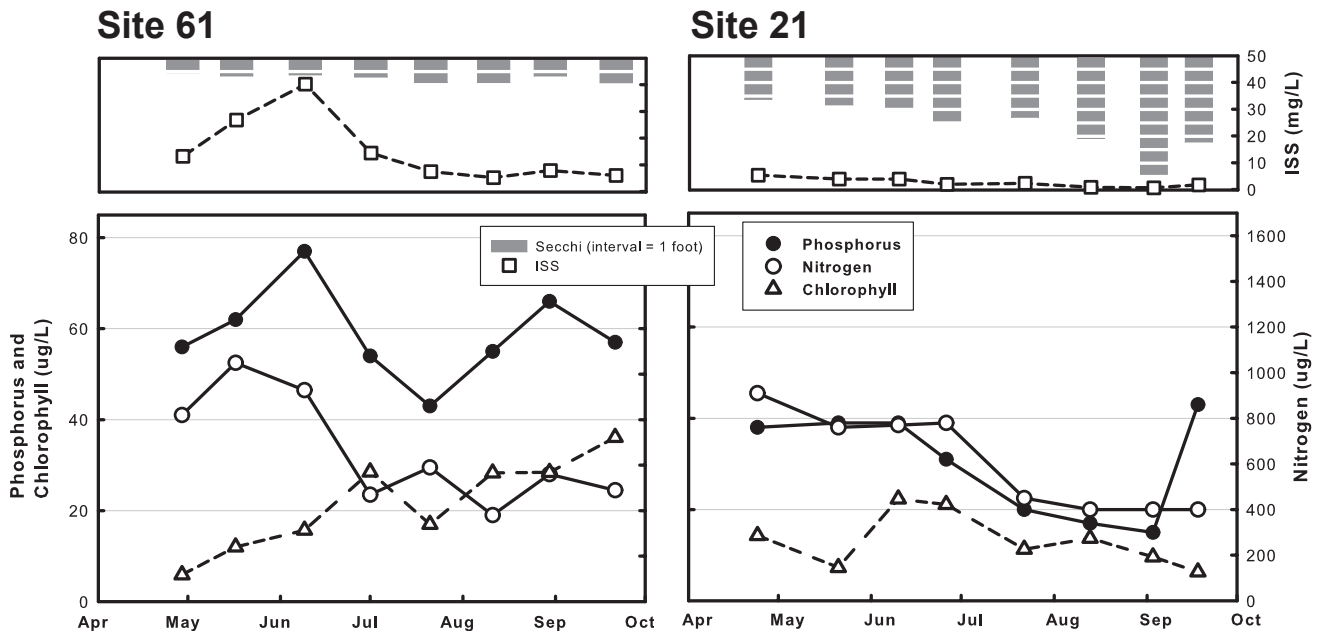 Site 61
Site 21
50
40
30
20
10
0
ISS (mg/L)
80
60
40
20
0
Phosphorus and
Chlorophyll (ug/L)
Secchi (interval = 1 foot)
ISS
Phosphorus
Nitrogen
Chlorophyll
1600
1400
1200
1000
800
600
400
200
0
Nitrogen (ug/L)
Apr May Jun Jul Aug Sep Oct
Apr May Jun Jul Aug Sep Oct